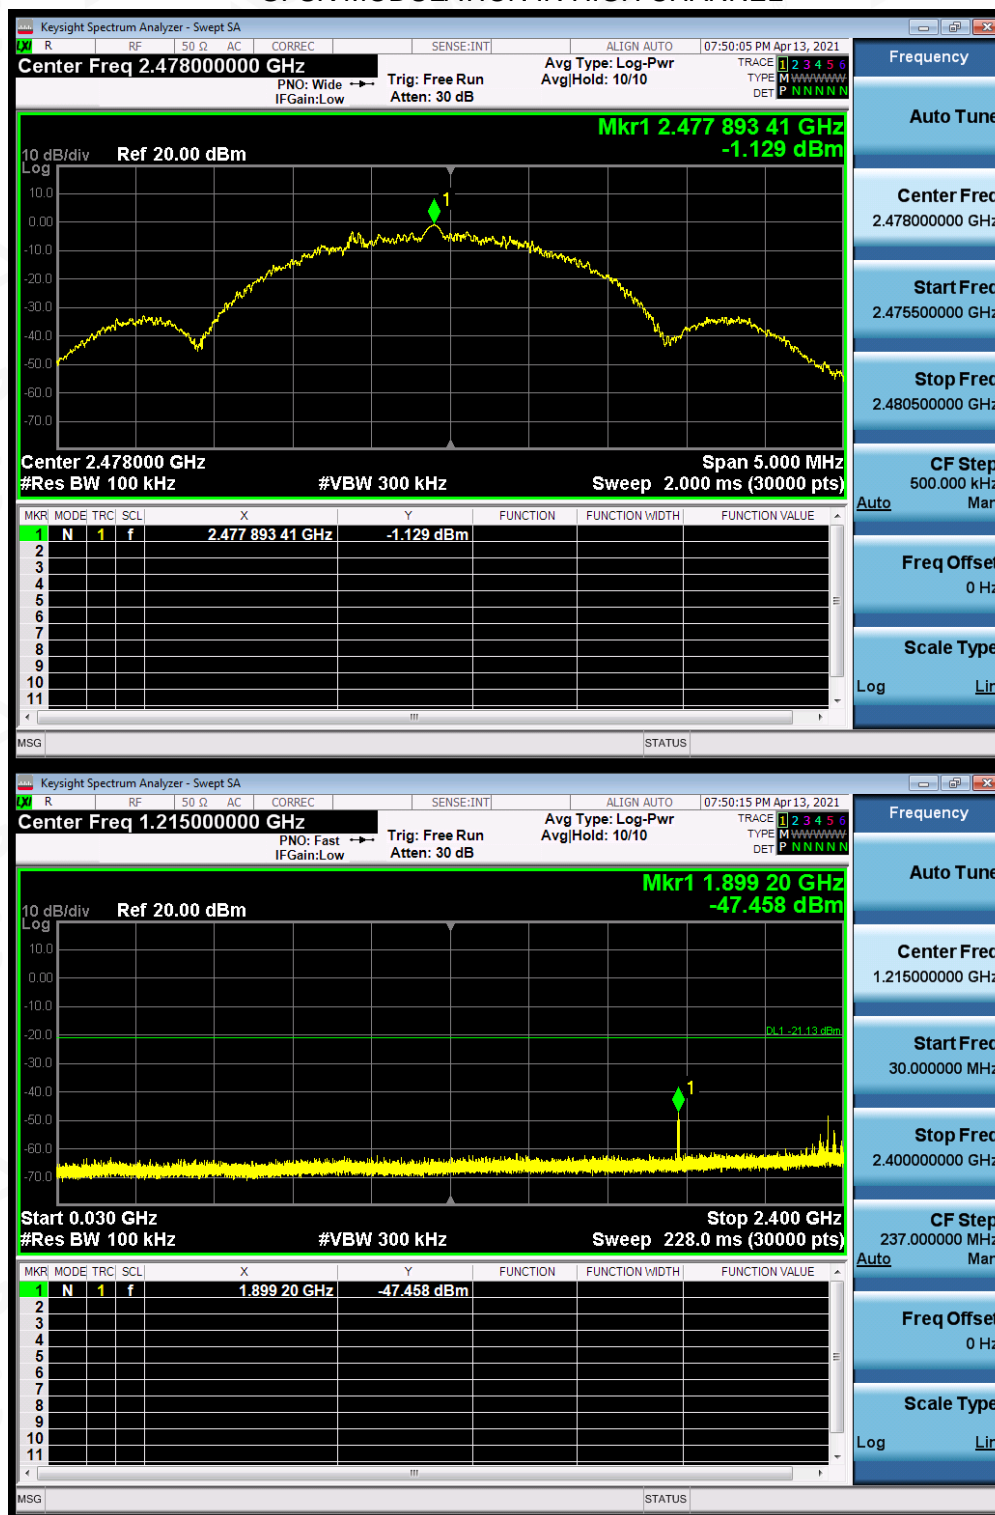 GFSK MODULATION IN HIGH CHANNEL
Keysight Spectrum Analyzer - Swept SA
LXI R RF 50 Ω AC CORREC SENSE:INT ALIGN AUTO 07:50:05 PM Apr 13, 2021
Center Freq 2.478000000 GHz
PNO: Wide
IFGain:Low
Trig: Free Run
Atten: 30 dB
Avg Type: Log-Pwr
Avg|Hold: 10/10
TRACE 1 2 3 4 5 6
TYPE M WWWWW
DET P N N N N N
Mkr1 2.477 893 41 GHz
-1.129 dBm
10 dB/div Ref 20.00 dBm
Log
10.0
0.00
-10.0
-20.0
-30.0
-40.0
-50.0
-60.0
-70.0
1
Center 2.478000 GHz Span 5.000 MHz
#Res BW 100 kHz #VBW 300 kHz Sweep 2.000 ms (30000 pts)
MKR MODE TRC SCL X Y FUNCTION FUNCTION WIDTH FUNCTION VALUE
1 N 1 f 2.477 893 41 GHz -1.129 dBm
2
3
4
5
6
7
8
9
10
11
MSG STATUS
Frequency
Auto Tune
Center Freq
2.478000000 GHz
Start Freq
2.475500000 GHz
Stop Freq
2.480500000 GHz
CF Step
500.000 kHz
Auto Man
Freq Offset
0 Hz
Scale Type
Log Lin
Keysight Spectrum Analyzer - Swept SA
LXI R RF 50 Ω AC CORREC SENSE:INT ALIGN AUTO 07:50:15 PM Apr 13, 2021
Center Freq 1.215000000 GHz
PNO: Fast
IFGain:Low
Trig: Free Run
Atten: 30 dB
Avg Type: Log-Pwr
Avg|Hold: 10/10
TRACE 1 2 3 4 5 6
TYPE M WWWWW
DET P N N N N N
Mkr1 1.899 20 GHz
-47.458 dBm
10 dB/div Ref 20.00 dBm
Log
10.0
0.00
-10.0
-20.0
-30.0
-40.0
-50.0
-60.0
-70.0
DL1 -21.13 dBm
1
Start 0.030 GHz Stop 2.400 GHz
#Res BW 100 kHz #VBW 300 kHz Sweep 228.0 ms (30000 pts)
MKR MODE TRC SCL X Y FUNCTION FUNCTION WIDTH FUNCTION VALUE
1 N 1 f 1.899 20 GHz -47.458 dBm
2
3
4
5
6
7
8
9
10
11
MSG STATUS
Frequency
Auto Tune
Center Freq
1.215000000 GHz
Start Freq
30.000000 MHz
Stop Freq
2.400000000 GHz
CF Step
237.000000 MHz
Auto Man
Freq Offset
0 Hz
Scale Type
Log Lin